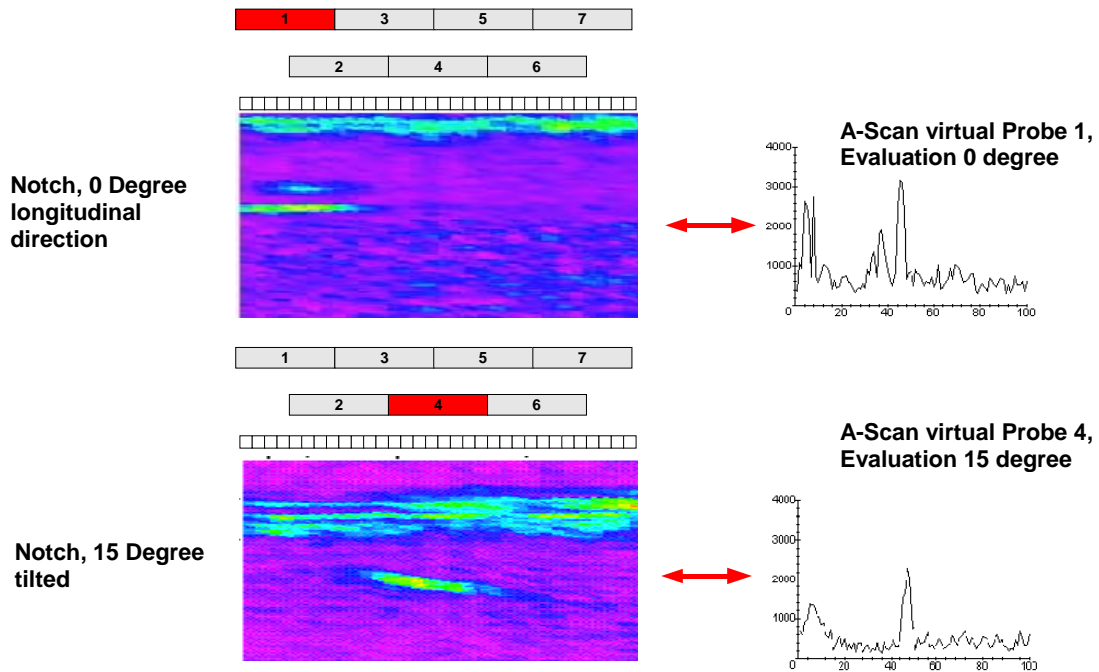 1 3 5 7
2 4 6
Notch, 0 Degree
longitudinal
direction
A-Scan virtual Probe 1,
Evaluation 0 degree
4000
3000
2000
1000
0 20 40 60 80 100
1 3 5 7
2 4 6
Notch, 15 Degree
tilted
A-Scan virtual Probe 4,
Evaluation 15 degree
4000
3000
2000
1000
0 20 40 60 80 100